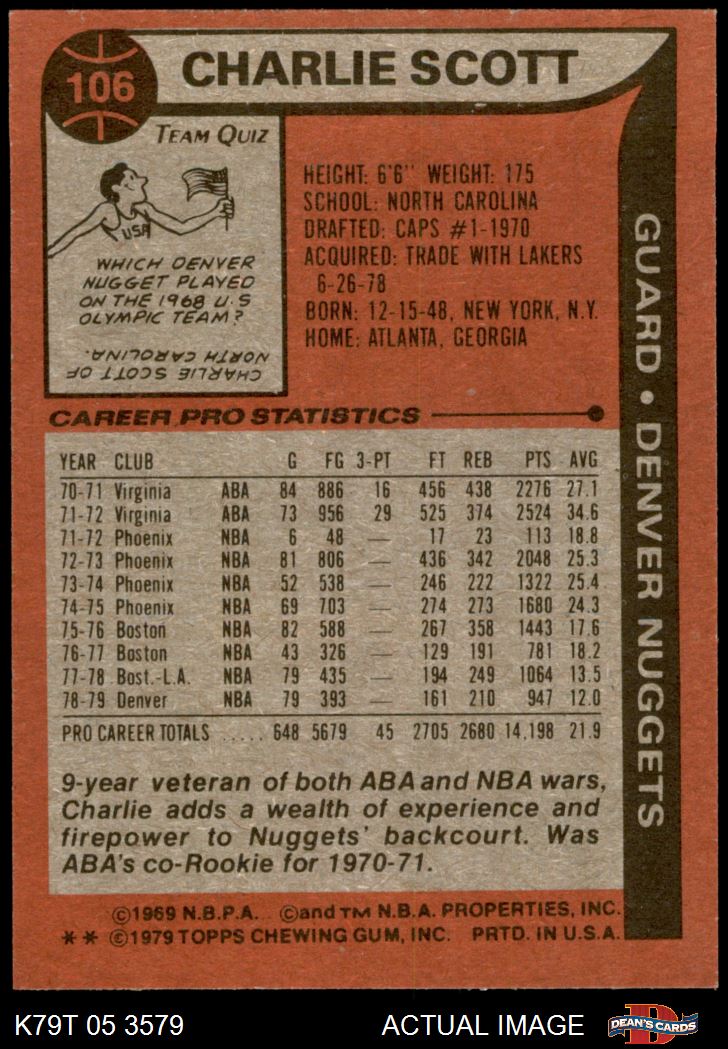 106
CHARLIE SCOTT
TEAM QUIZ
USA
WHICH DENVER
NUGGET PLAYED
ON THE 1968 U.S
OLYMPIC TEAM?
CHARLIE SCOTT OF
NORTH CAROLINA.
HEIGHT: 6'6" WEIGHT: 175
SCHOOL: NORTH CAROLINA
DRAFTED: CAPS #1-1970
ACQUIRED: TRADE WITH LAKERS
6-26-78
BORN: 12-15-48, NEW YORK, N.Y.
HOME: ATLANTA, GEORGIA
GUARD • DENVER NUGGETS
CAREER PRO STATISTICS
YEAR CLUB G FG 3-PT FT REB PTS AVG
70-71 Virginia ABA 84 886 16 456 438 2276 27.1
71-72 Virginia ABA 73 956 29 525 374 2524 34.6
71-72 Phoenix NBA 6 48 — 17 23 113 18.8
72-73 Phoenix NBA 81 806 — 436 342 2048 25.3
73-74 Phoenix NBA 52 538 — 246 222 1322 25.4
74-75 Phoenix NBA 69 703 — 274 273 1680 24.3
75-76 Boston NBA 82 588 — 267 358 1443 17.6
76-77 Boston NBA 43 326 — 129 191 781 18.2
77-78 Bost.-L.A. NBA 79 435 — 194 249 1064 13.5
78-79 Denver NBA 79 393 — 161 210 947 12.0
PRO CAREER TOTALS ..... 648 5679 45 2705 2680 14,198 21.9
9-year veteran of both ABA and NBA wars,
Charlie adds a wealth of experience and
firepower to Nuggets' backcourt. Was
ABA's co-Rookie for 1970-71.
©1969 N.B.P.A. ©and TM N.B.A. PROPERTIES, INC.
** ©1979 TOPPS CHEWING GUM, INC. PRTD. IN U.S.A.
K79T 05 3579
ACTUAL IMAGE
D
DEAN'S CARDS